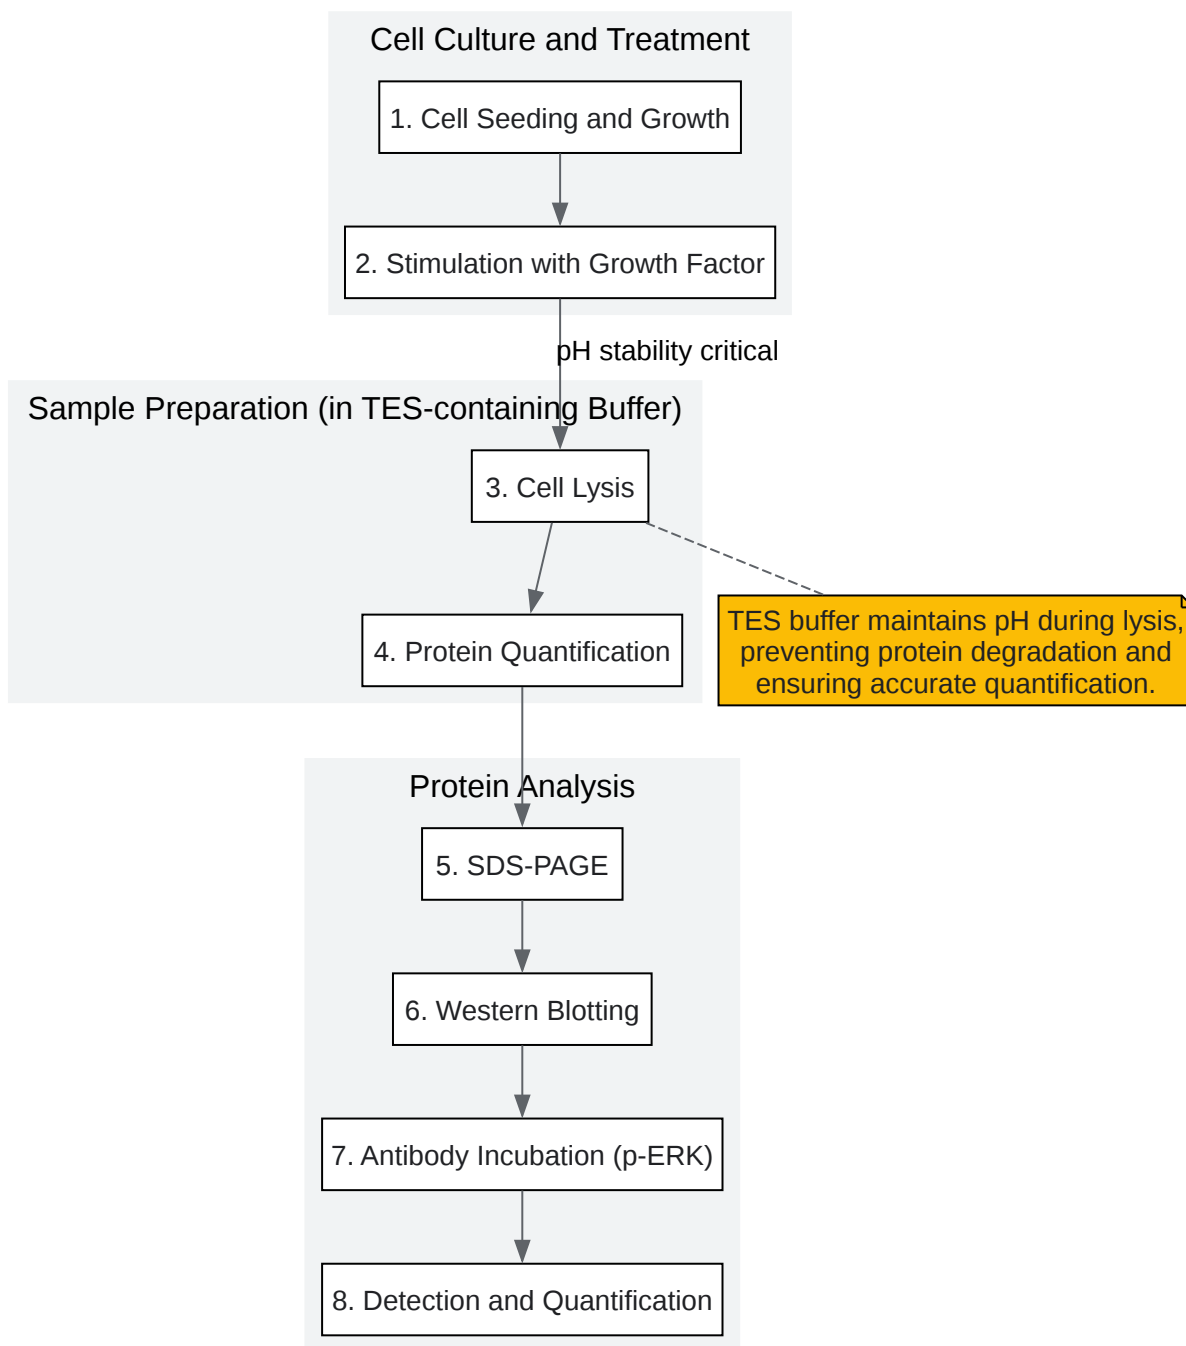 Cell Culture and Treatment
1. Cell Seeding and Growth
2. Stimulation with Growth Factor
pH stability critical
Sample Preparation (in TES-containing Buffer)
3. Cell Lysis
TES buffer maintains pH during lysis,
preventing protein degradation and
ensuring accurate quantification.
4. Protein Quantification
Protein Analysis
5. SDS-PAGE
6. Western Blotting
7. Antibody Incubation (p-ERK)
8. Detection and Quantification